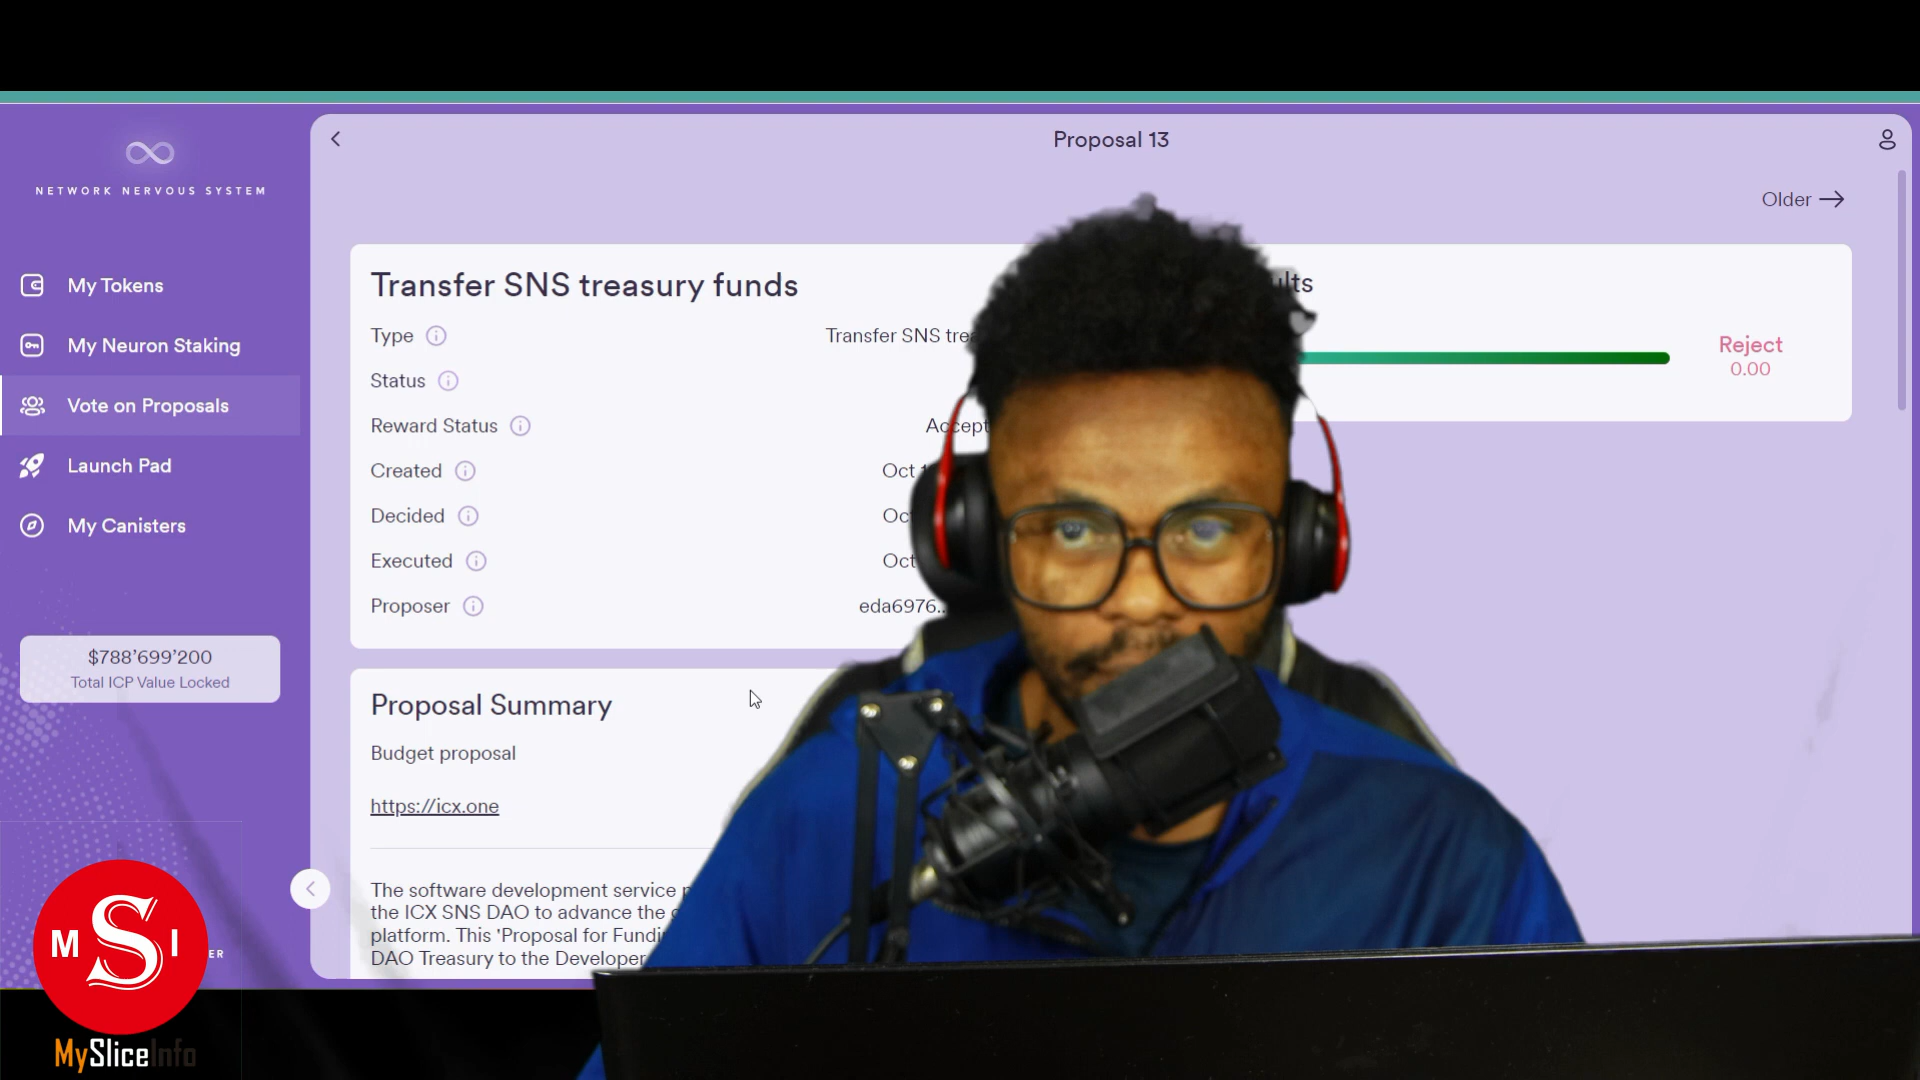 Proposal 13
NETWORK NERVOUS SYSTEM
Older
My Tokens
My Neuron Staking
Vote on Proposals
Launch Pad
My Canisters
$788’699’200
Total ICP Value Locked
Transfer SNS treasury funds
Type
Transfer SNS
Status
Reward Status
Created
Oct
Decided
Executed
Oct
Proposer
eda6976..
Reject
0.00
Proposal Summary
Budget proposal
https://icx.one
The software development service
the ICX SNS DAO to advance the
platform. This 'Proposal for
DAO Treasury to the Developer
M S I
MySliceInfo